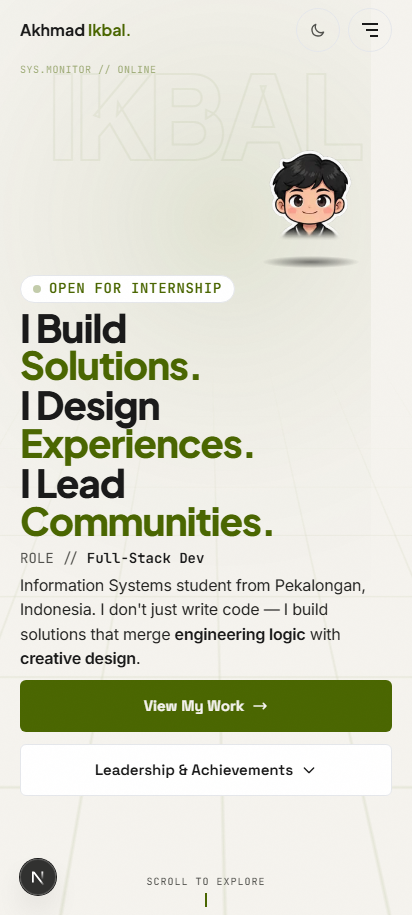 Akhmad Ikbal.
SYS.MONITOR // ONLINE
IKBAL
OPEN FOR INTERNSHIP
I Build
Solutions.
I Design
Experiences.
I Lead
Communities.
ROLE // Full-Stack Dev
Information Systems student from Pekalongan,
Indonesia. I don't just write code — I build
solutions that merge engineering logic with
creative design.
View My Work →
Leadership & Achievements
N
SCROLL TO EXPLORE